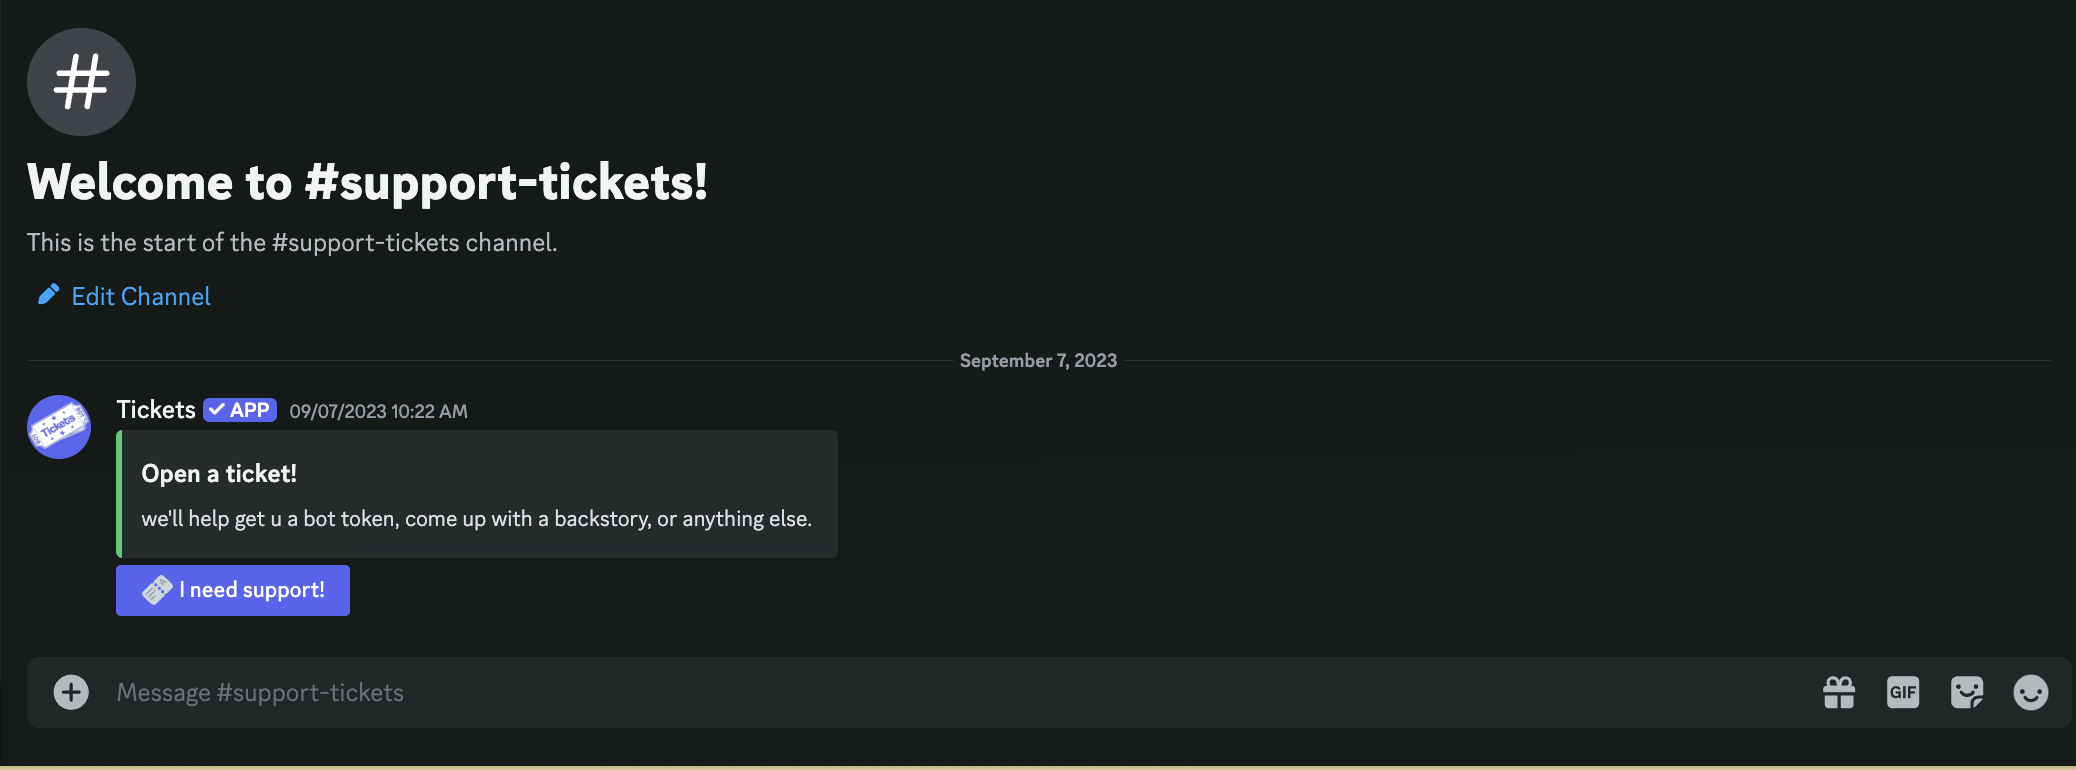 #
Welcome to #support-tickets!
This is the start of the #support-tickets channel.
Edit Channel
September 7, 2023
Tickets
Tickets APP 09/07/2023 10:22 AM
Open a ticket!
we'll help get u a bot token, come up with a backstory, or anything else.
I need support!
Message #support-tickets
GIF